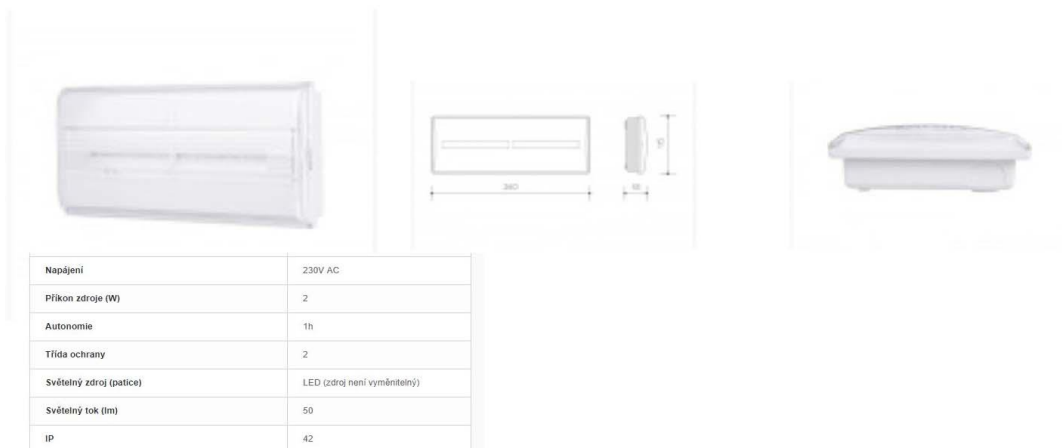 360
Napájení 230V AC
Příkon zdroje (W) 2
Autonomie 1h
Třída ochrany 2
Světelný zdroj (patice) LED (zdroj není vyměnitelný)
Světelný tok (lm) 50
IP 42